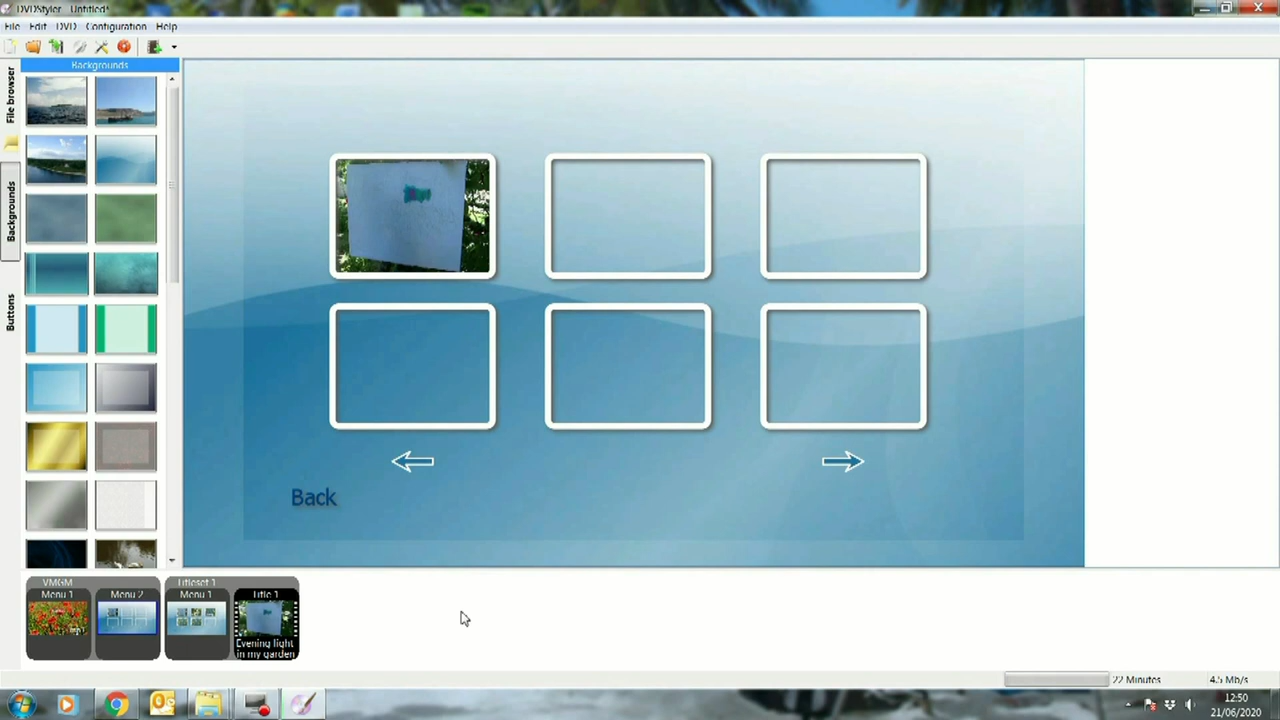 DVDStyler - Untitled*
File Edit DVD Configuration Help
Backgrounds
File browser
Backgrounds
Buttons
Back
VMGM
Titleset 1
Menu 1
Menu 2
Menu 1
Title 1
Evening light
in my garden
22 Minutes
4.5 Mb/s
12:50
21/06/2020